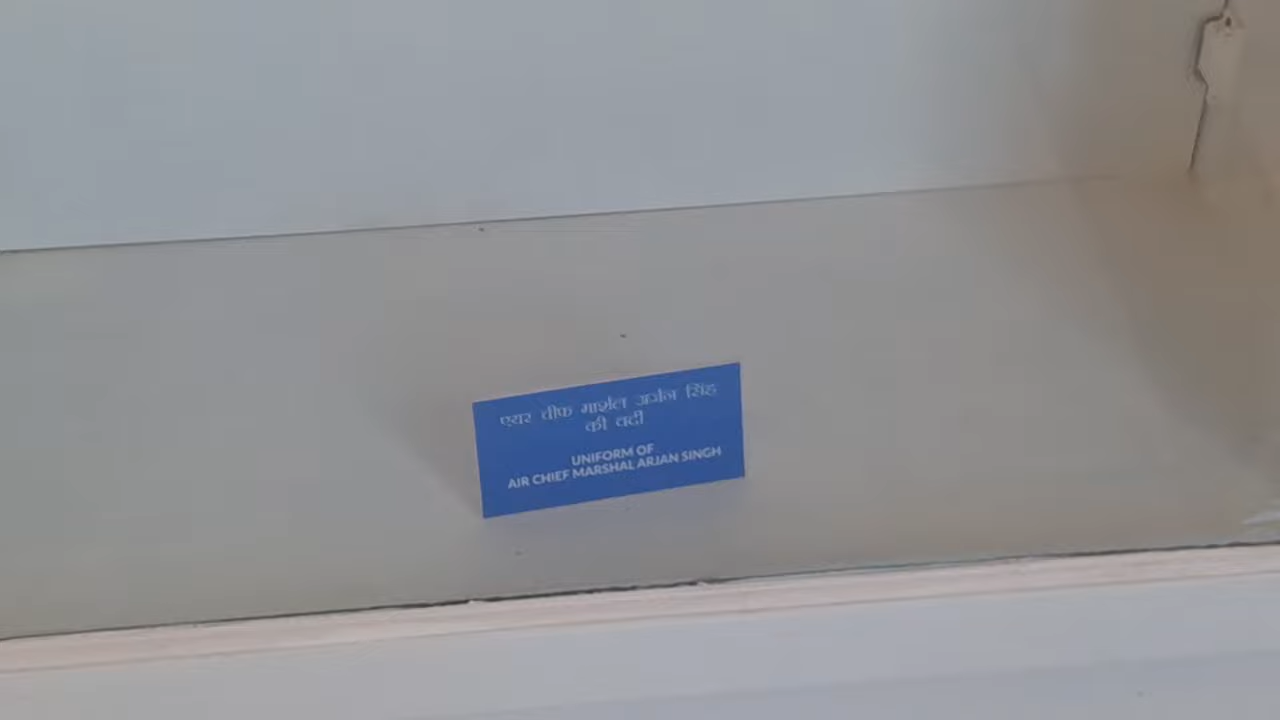 एयर चीफ मार्शल अर्जन सिंह
की वर्दी
UNIFORM OF
AIR CHIEF MARSHAL ARJAN SINGH